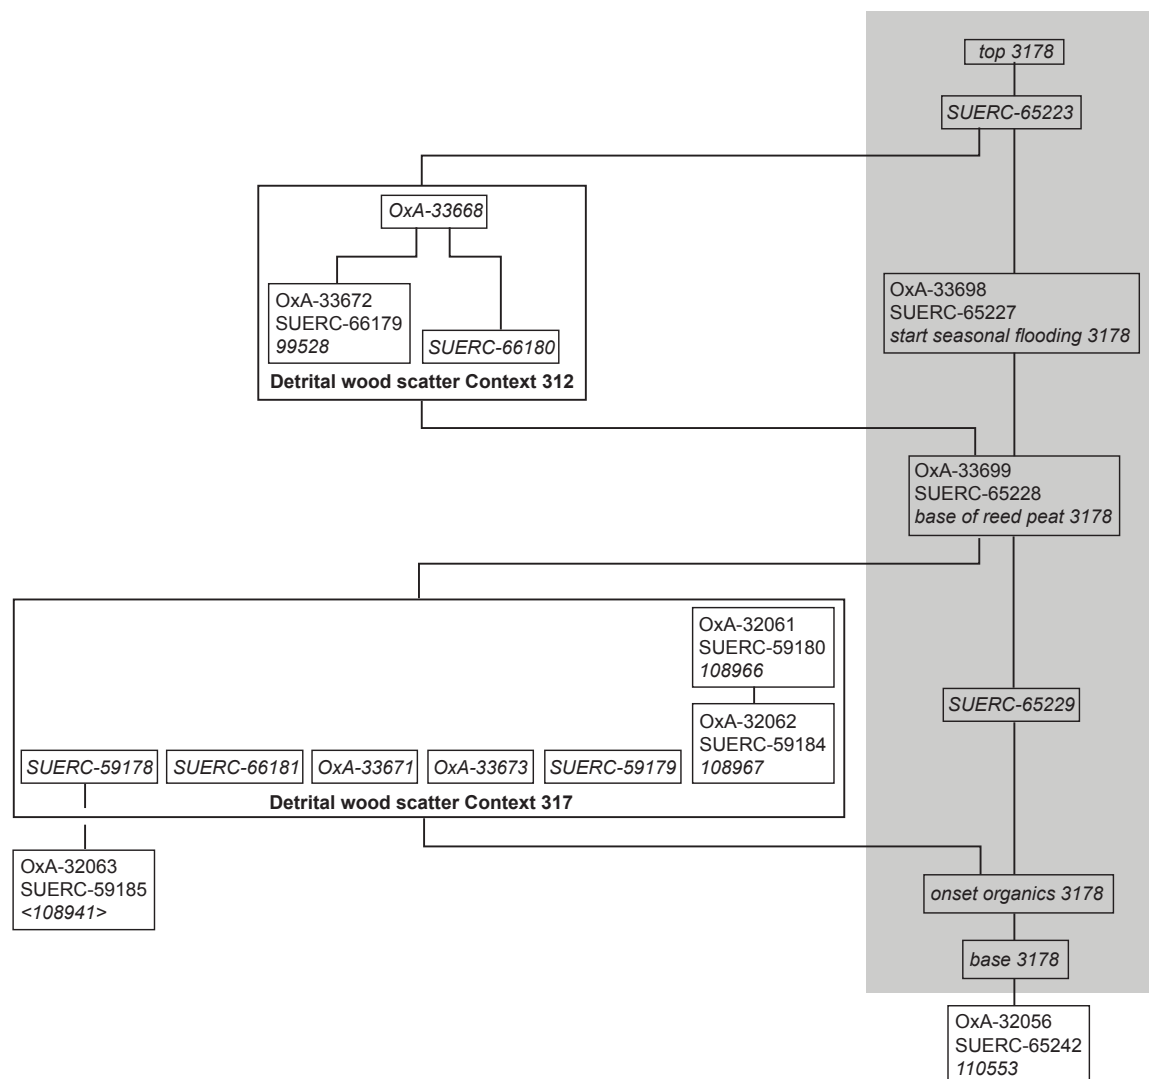 top 3178
SUERC-65223
OxA-33668
OxA-33672
SUERC-66179
99528
SUERC-66180
Detrital wood scatter Context 312
OxA-33698
SUERC-65227
start seasonal flooding 3178
OxA-33699
SUERC-65228
base of reed peat 3178
OxA-32061
SUERC-59180
108966
OxA-32062
SUERC-59184
108967
SUERC-59178
SUERC-66181
OxA-33671
OxA-33673
SUERC-59179
Detrital wood scatter Context 317
SUERC-65229
OxA-32063
SUERC-59185
<108941>
onset organics 3178
base 3178
OxA-32056
SUERC-65242
110553